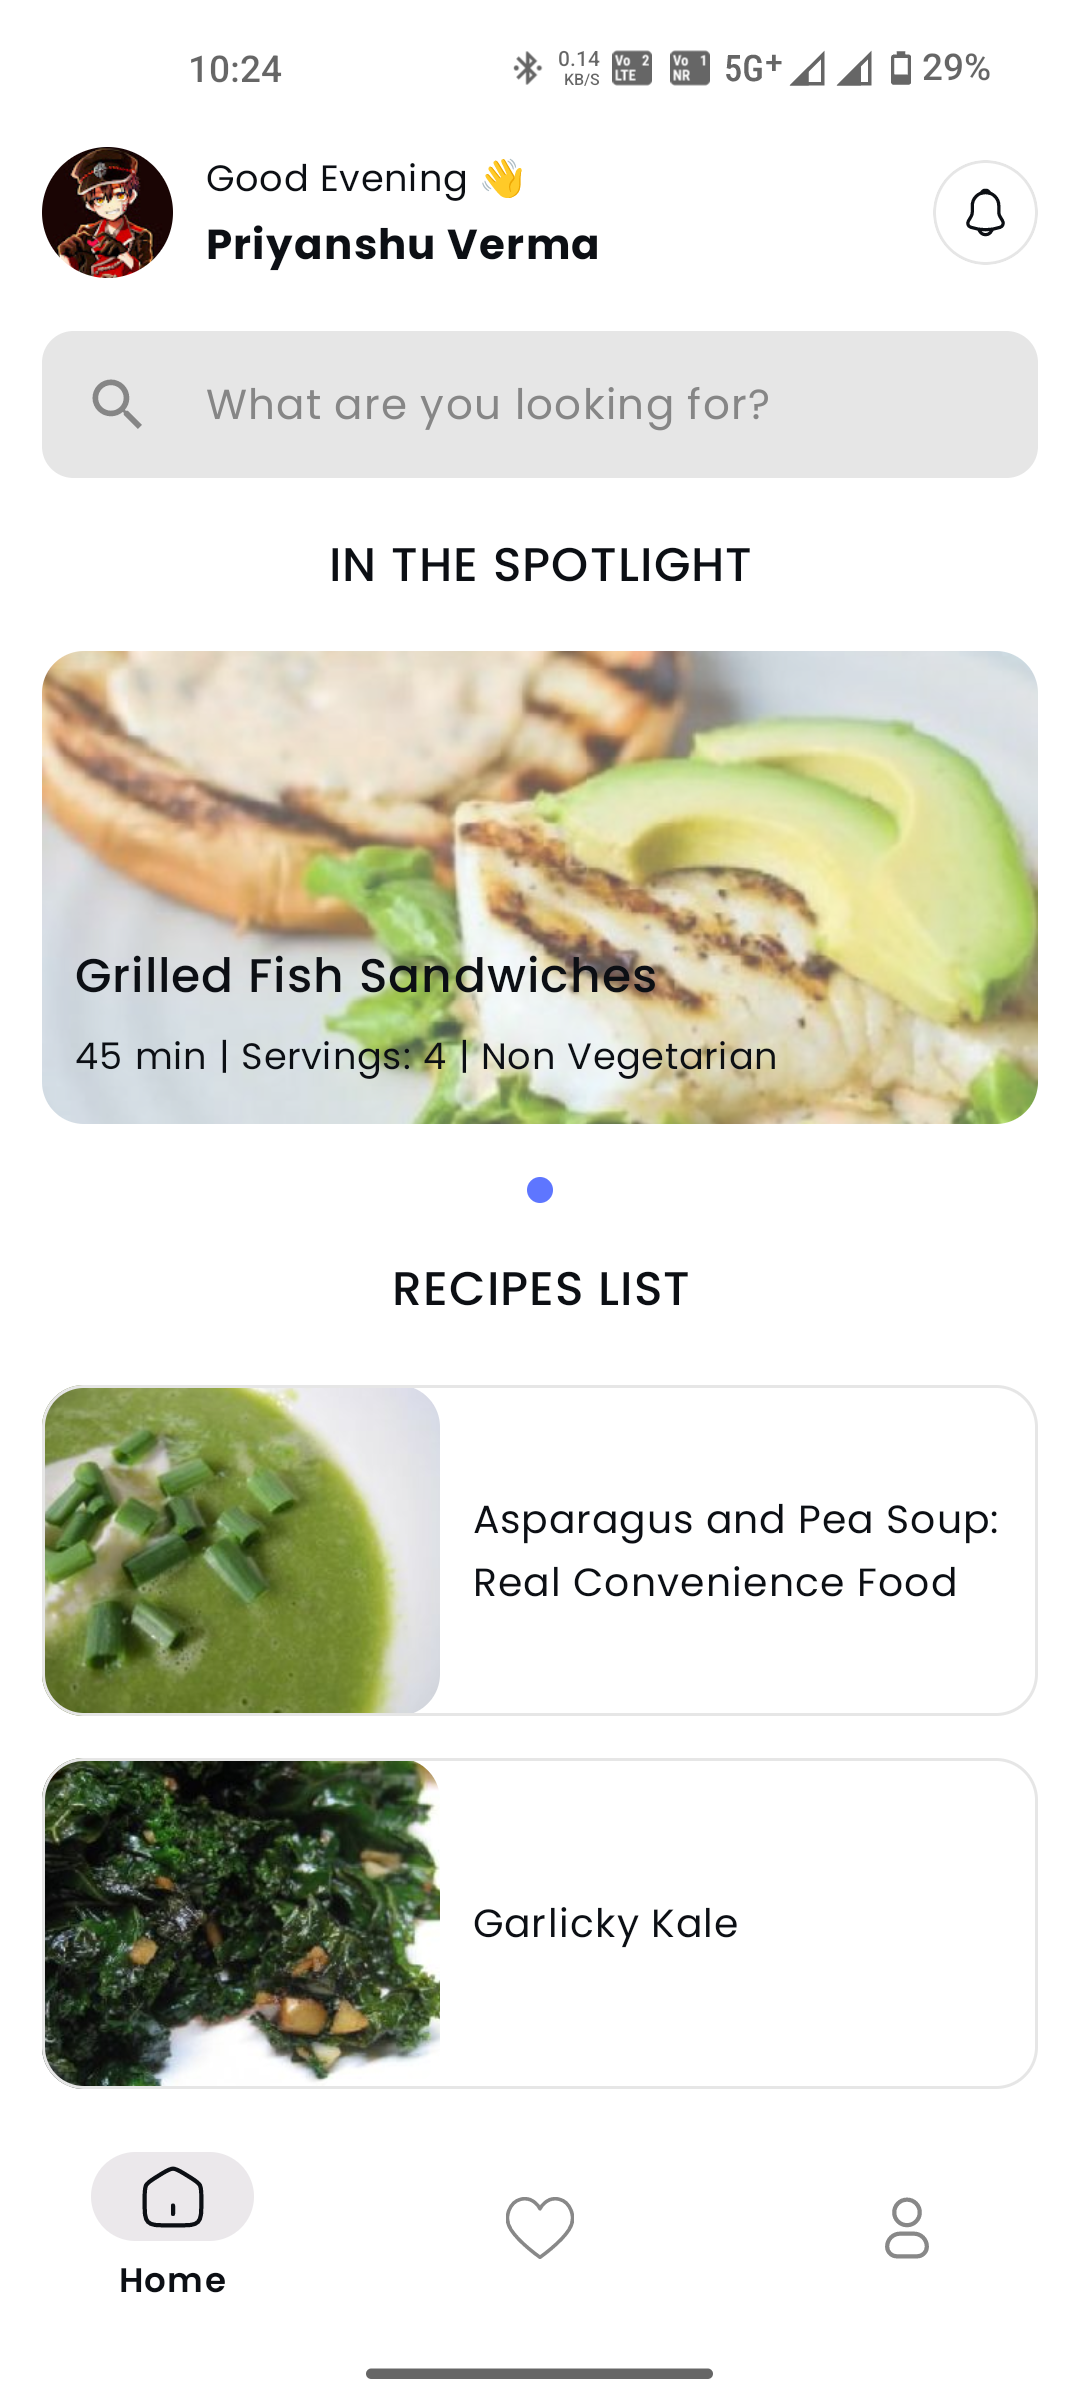 10:24
0.14 KB/S Vo LTE 2 Vo NR 1 5G+ 29%
Good Evening 👋
Priyanshu Verma
What are you looking for?
IN THE SPOTLIGHT
Grilled Fish Sandwiches
45 min | Servings: 4 | Non Vegetarian
RECIPES LIST
Asparagus and Pea Soup:
Real Convenience Food
Garlicky Kale
Home